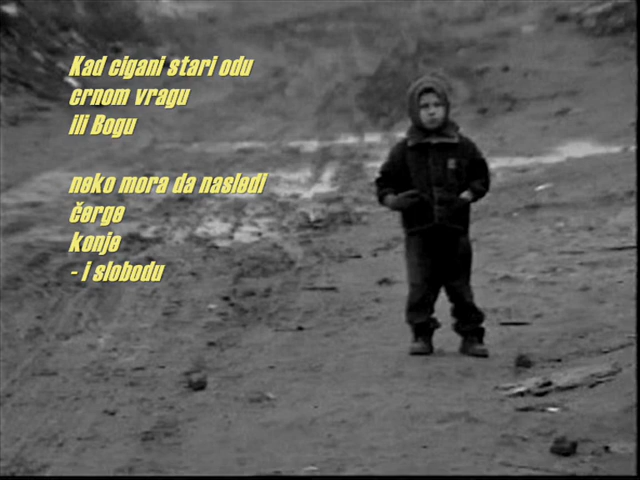 Kad cigani stari odu
crnom vragu
ili Bogu
neko mora da nasledi
čerge
konje
- i slobodu